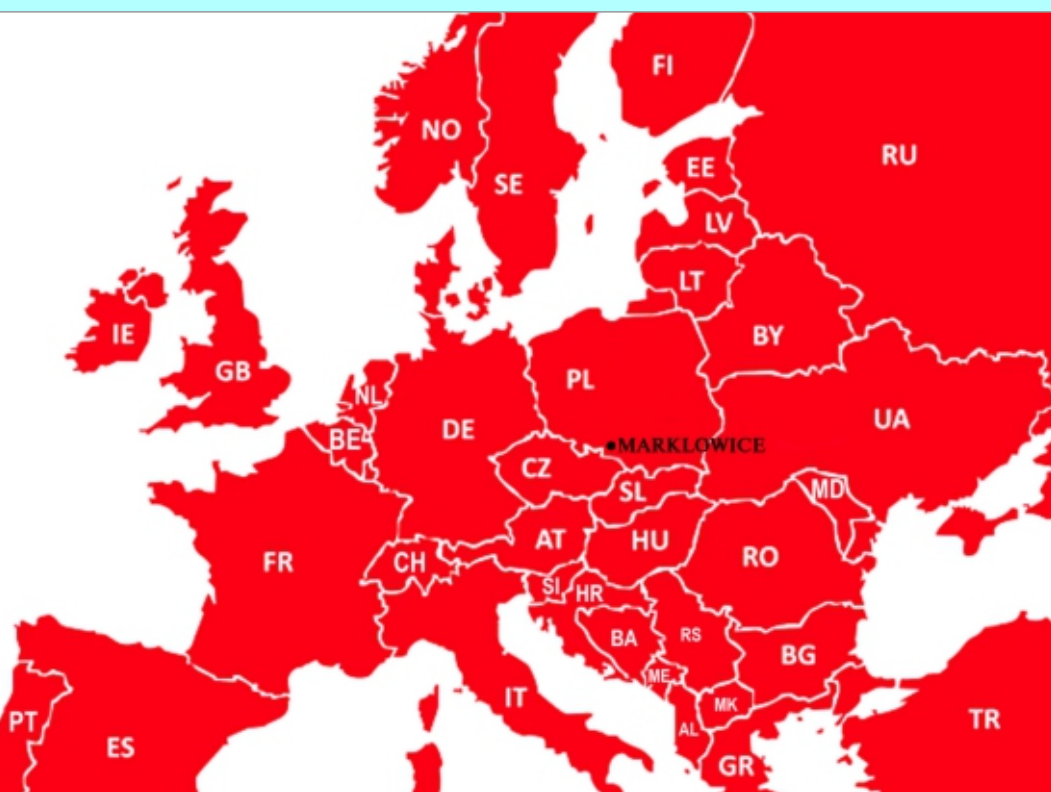 FI
NO
RU
EE
SE
LV
LT
IE
BY
GB
PL
NL
UA
DE
BE
•MARKLOWICE
CZ
SL
MD
AT
HU
RO
FR
CH
SI
HR
BA
RS
BG
ME
IT
MK
PT
TR
AL
ES
GR